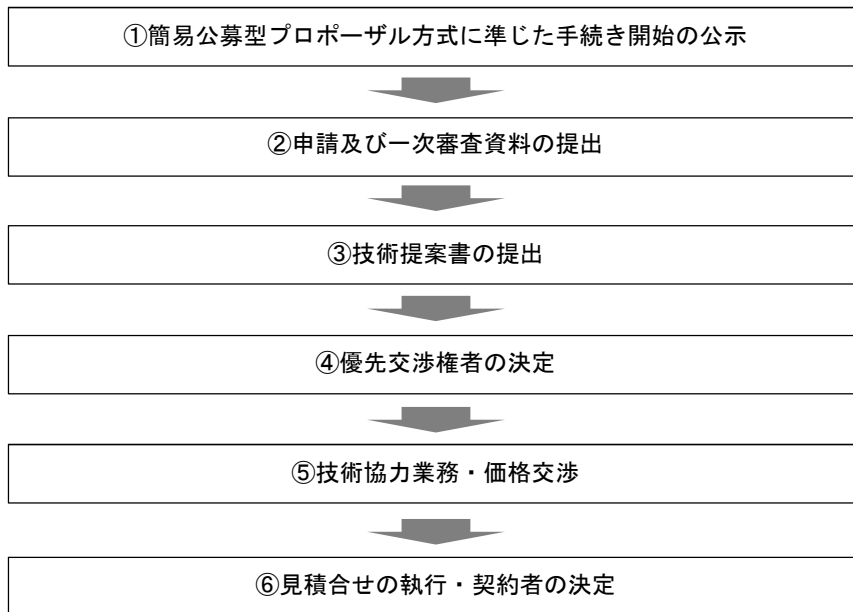 ①簡易公募型プロポーザル方式に準じた手続き開始の公示
②申請及び一次審査資料の提出
③技術提案書の提出
④優先交渉権者の決定
⑤技術協力業務・価格交渉
⑥見積合せの執行・契約者の決定